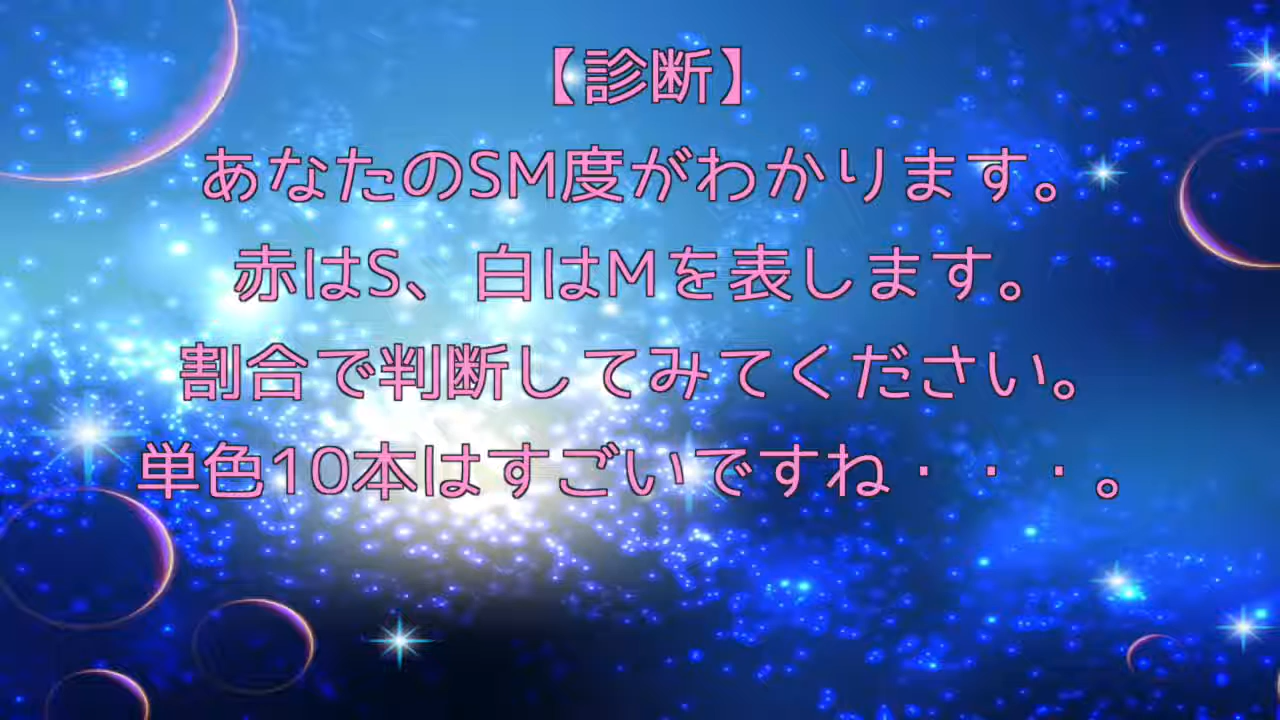 【診断】
あなたのSM度がわかります。
赤はS、白はMを表します。
割合で判断してみてください。
単色10本はすごいですね・・・。